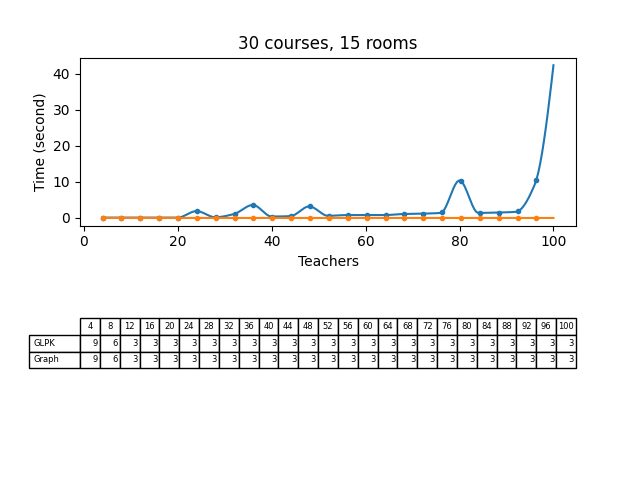 30 courses, 15 rooms
40
30
20
10
0
Time (second)
0 20 40 60 80 100
Teachers
4 8 12 16 20 24 28 32 36 40 44 48 52 56 60 64 68 72 76 80 84 88 92 96 100
GLPK 9 6 3 3 3 3 3 3 3 3 3 3 3 3 3 3 3 3 3 3 3 3 3 3 3
Graph 9 6 3 3 3 3 3 3 3 3 3 3 3 3 3 3 3 3 3 3 3 3 3 3 3